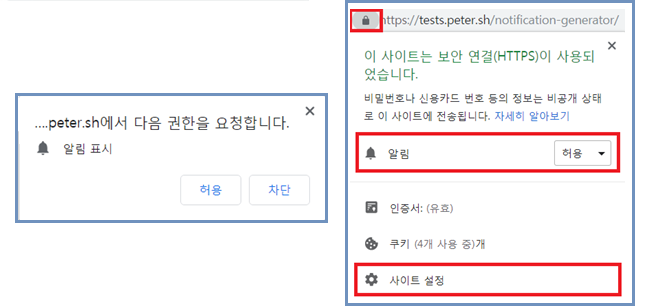 ....peter.sh에서 다음 권한을 요청합니다.
알림 표시
허용
차단
https://tests.peter.sh/notification-generator/
이 사이트는 보안 연결(HTTPS)이 사용되
었습니다.
비밀번호나 신용카드 번호 등의 정보는 비공개 상태
로 이 사이트에 전송됩니다. 자세히 알아보기
알림
허용
인증서: (유효)
쿠키 (4개 사용 중)개
사이트 설정